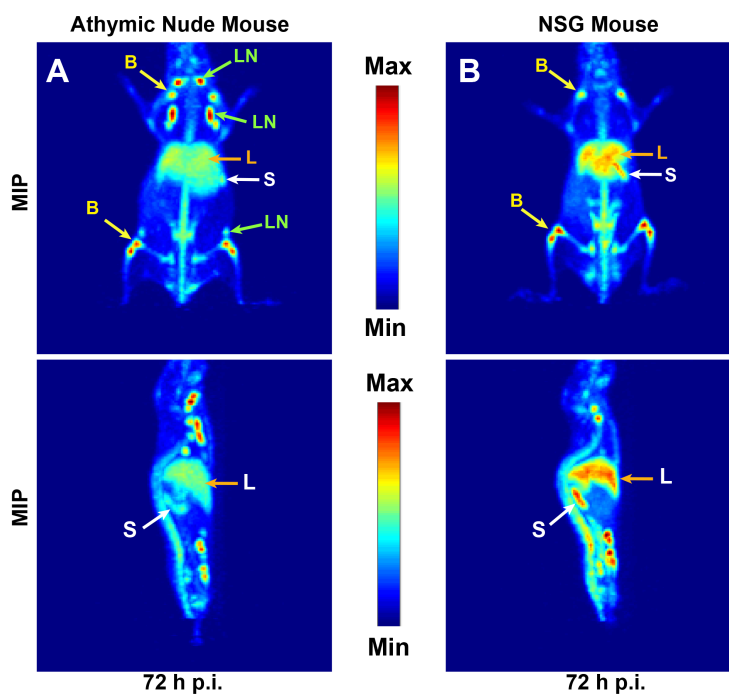 Athymic Nude Mouse
NSG Mouse
A
B
LN
LN
L
S
B
LN
MIP
Max
Min
B
B
L
S
B
MIP
Max
Min
L
S
L
S
72 h p.i.
72 h p.i.